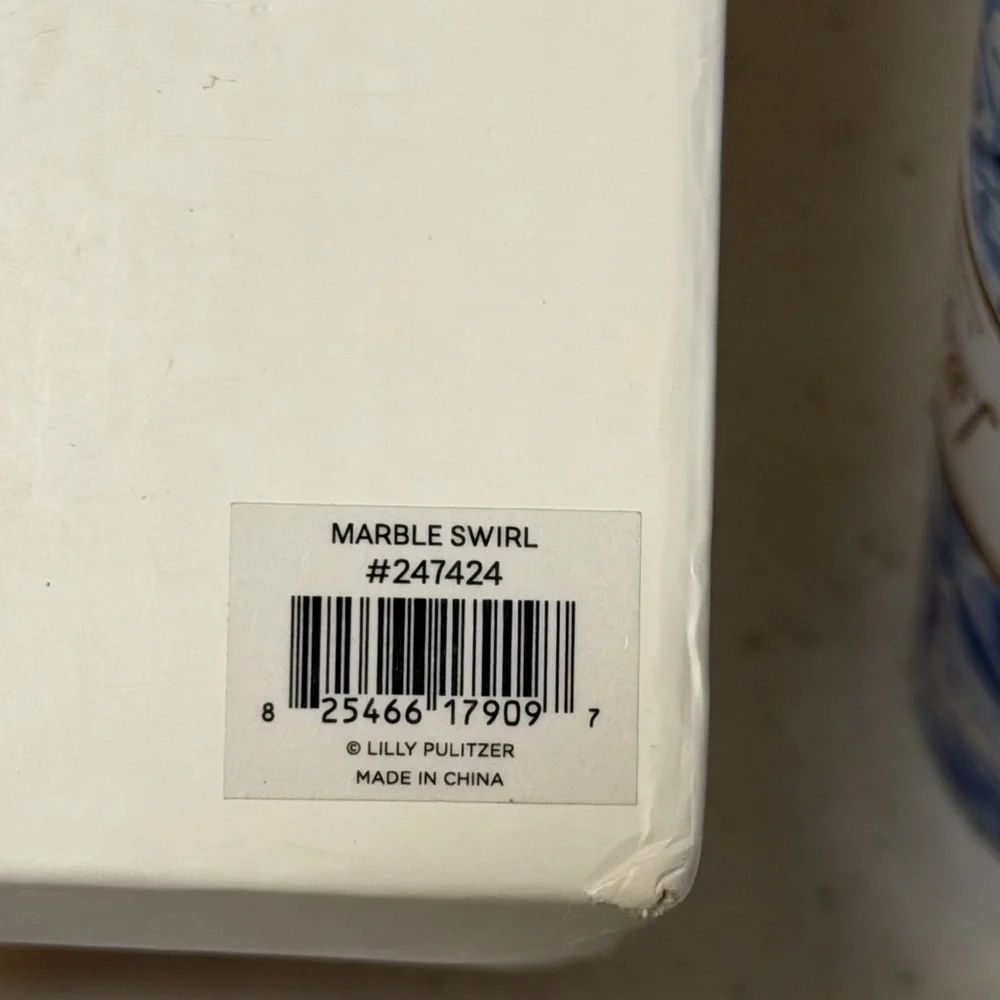 MARBLE SWIRL
#247424
8 25466 17909 7
© LILLY PULITZER
MADE IN CHINA